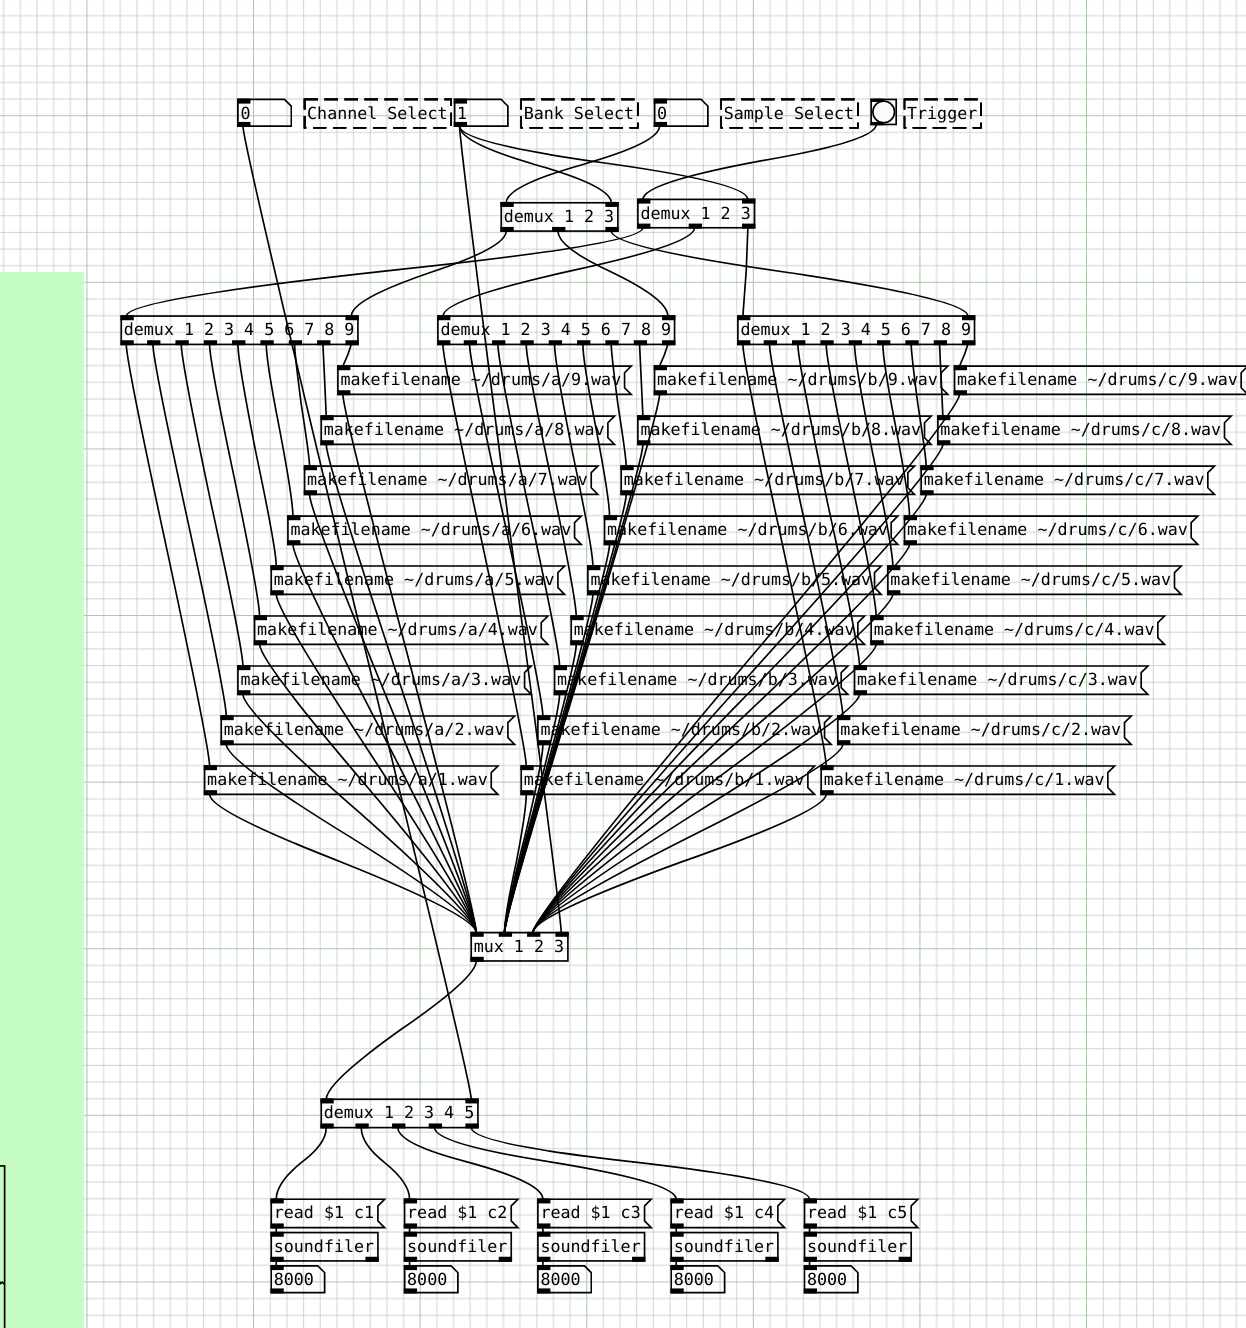 0 Channel Select 1 Bank Select 0 Sample Select Trigger
demux 1 2 3 demux 1 2 3
demux 1 2 3 4 5 6 7 8 9 demux 1 2 3 4 5 6 7 8 9 demux 1 2 3 4 5 6 7 8 9
makefilename ~/drums/a/9.wav makefilename ~/drums/b/9.wav makefilename ~/drums/c/9.wav
makefilename ~/drums/a/8.wav makefilename ~/drums/b/8.wav makefilename ~/drums/c/8.wav
makefilename ~/drums/a/7.wav makefilename ~/drums/b/7.wav makefilename ~/drums/c/7.wav
makefilename ~/drums/a/6.wav makefilename ~/drums/b/6.wav makefilename ~/drums/c/6.wav
makefilename ~/drums/a/5.wav makefilename ~/drums/b/5.wav makefilename ~/drums/c/5.wav
makefilename ~/drums/a/4.wav makefilename ~/drums/b/4.wav makefilename ~/drums/c/4.wav
makefilename ~/drums/a/3.wav makefilename ~/drums/b/3.wav makefilename ~/drums/c/3.wav
makefilename ~/drums/a/2.wav makefilename ~/drums/b/2.wav makefilename ~/drums/c/2.wav
makefilename ~/drums/a/1.wav makefilename ~/drums/b/1.wav makefilename ~/drums/c/1.wav
mux 1 2 3
demux 1 2 3 4 5
read $1 c1 read $1 c2 read $1 c3 read $1 c4 read $1 c5
soundfiler soundfiler soundfiler soundfiler soundfiler
8000 8000 8000 8000 8000